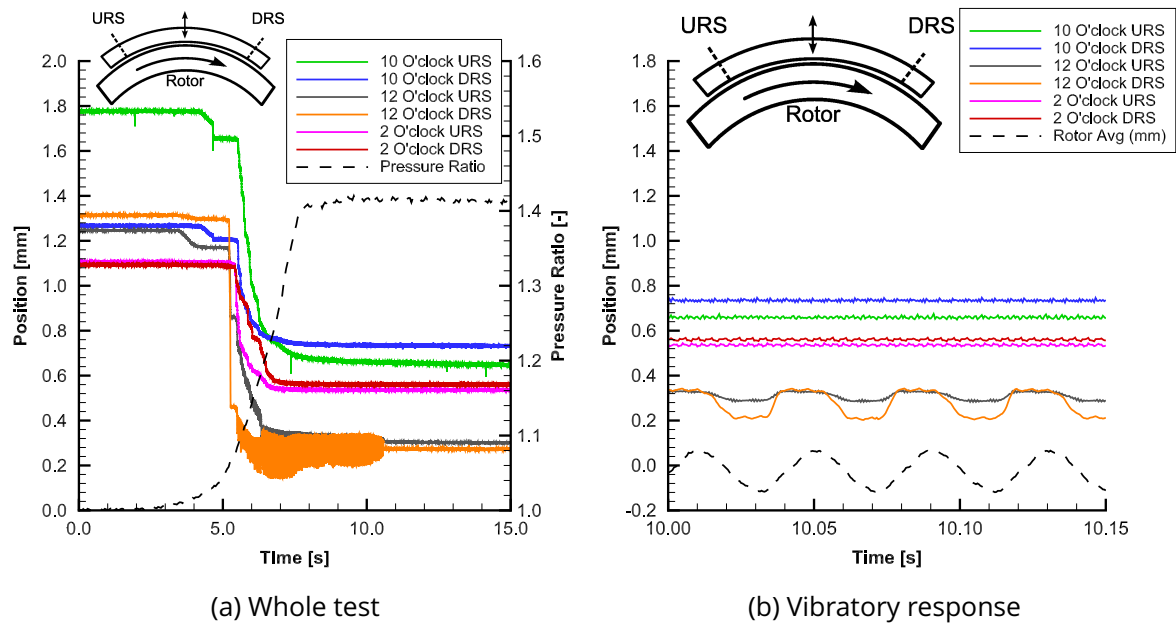 URS
DRS
Rotor
10 O'clock URS
10 O'clock DRS
12 O'clock URS
12 O'clock DRS
2 O'clock URS
2 O'clock DRS
Pressure Ratio
2.0
1.8
1.6
1.4
1.2
1.0
0.8
0.6
0.4
0.2
0.0
Position [mm]
1.6
1.5
1.4
1.3
1.2
1.1
1.0
Pressure Ratio [-]
0.0
5.0
10.0
15.0
Time [s]
(a) Whole test
URS
DRS
Rotor
10 O'clock URS
10 O'clock DRS
12 O'clock URS
12 O'clock DRS
2 O'clock URS
2 O'clock DRS
Rotor Avg (mm)
1.8
1.6
1.4
1.2
1.0
0.8
0.6
0.4
0.2
0.0
-0.2
Position [mm]
10.00
10.05
10.10
10.15
Time [s]
(b) Vibratory response